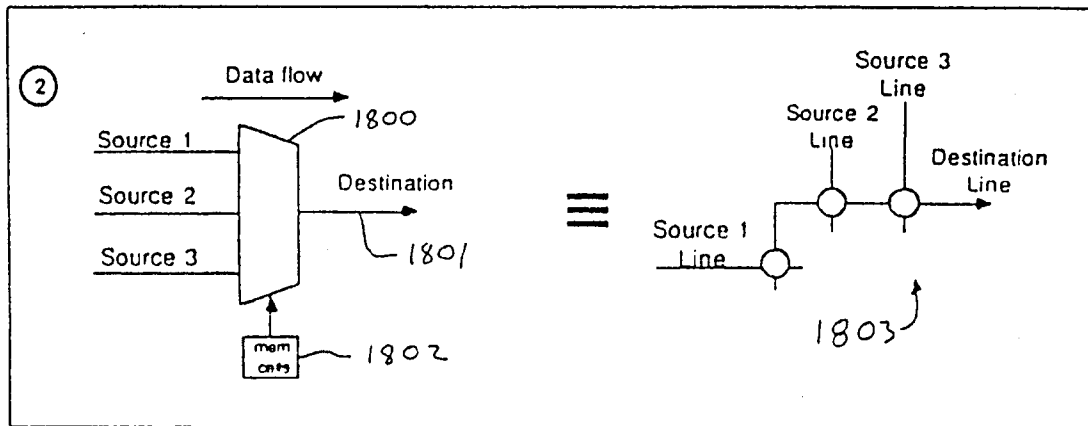 2
Data flow
1800
Source 1
Source 2
Source 3
Destination
1801
mem
1802
Source 3
Line
Source 2
Line
Destination
Line
Source 1
Line
1803